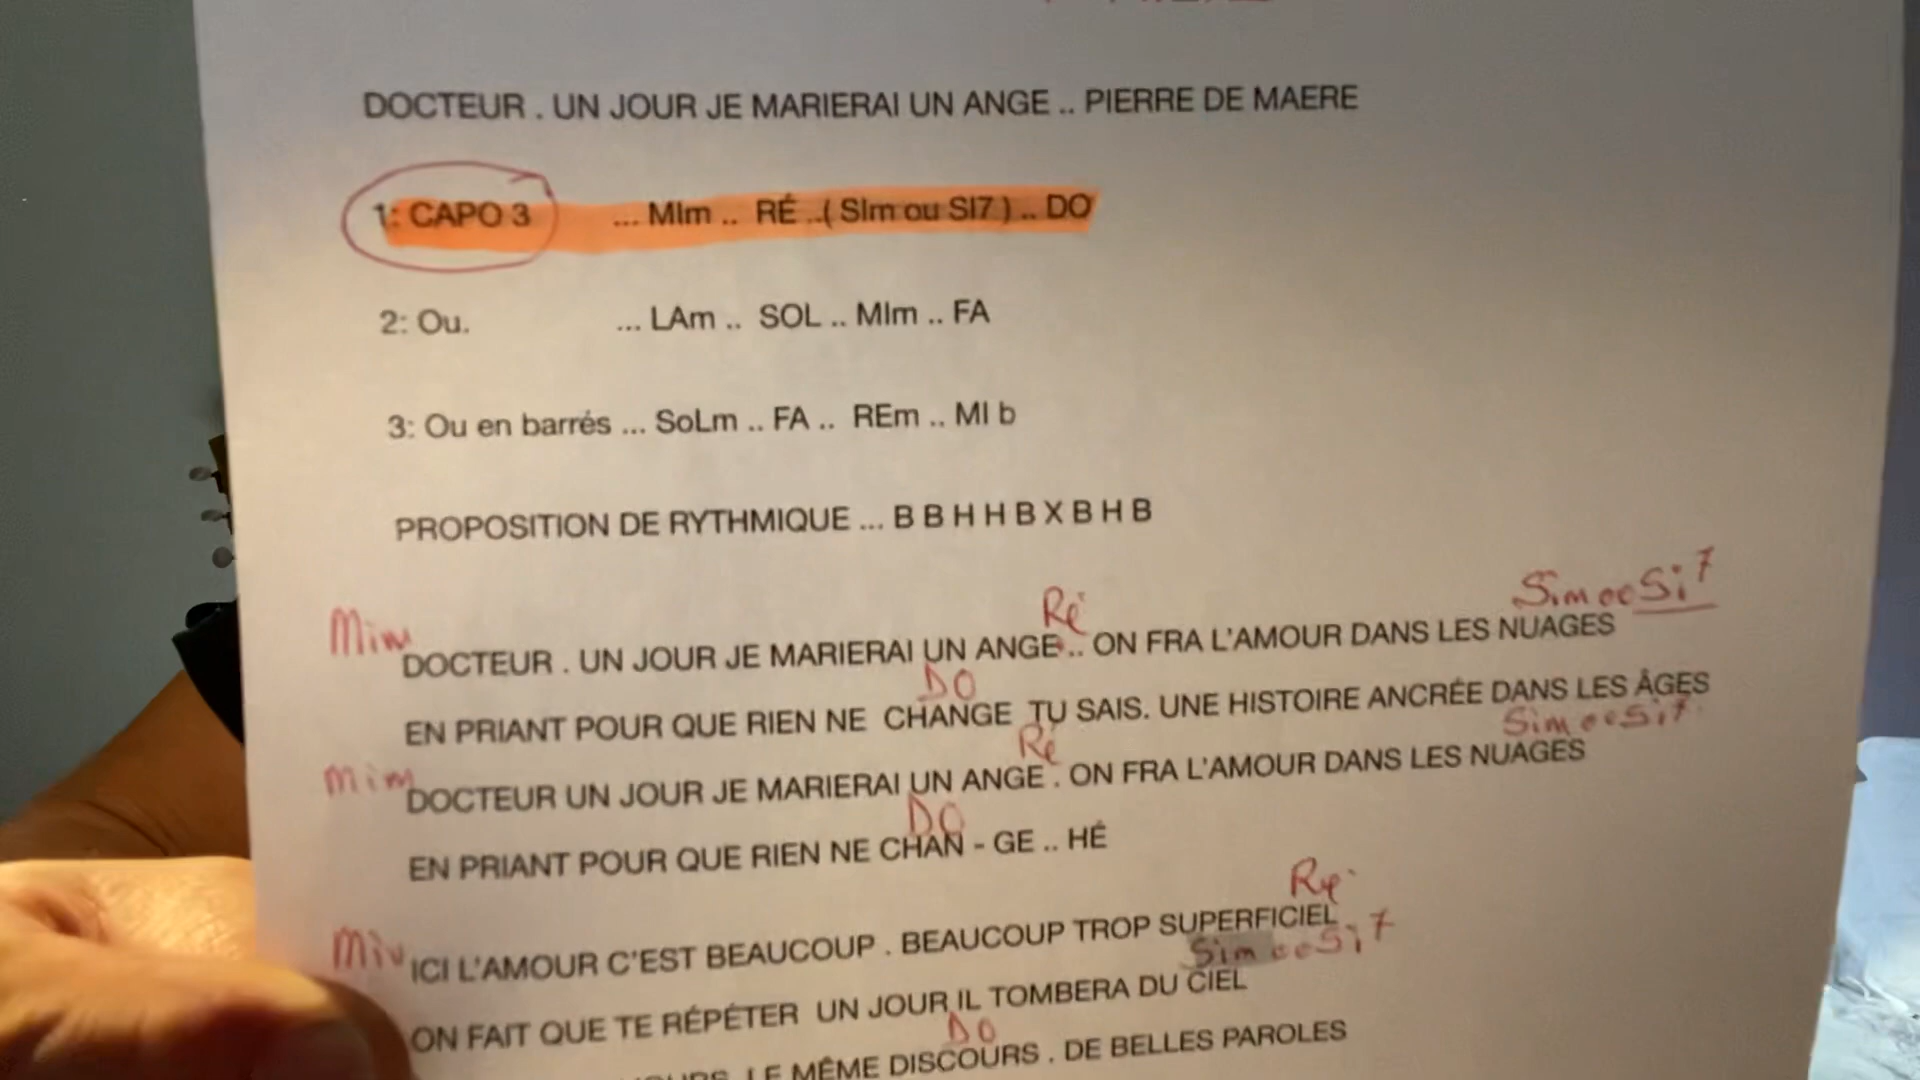 DOCTEUR . UN JOUR JE MARIERAI UN ANGE .. PIERRE DE MAERE
1: CAPO 3 ... MIm .. RÉ ..( SIm ou SI7 ) .. DO
2: Ou. ... LAm .. SOL .. MIm .. FA
3: Ou en barrés ... SoLm .. FA .. REm .. MI b
PROPOSITION DE RYTHMIQUE ... B B H H B X B H B
Mim Ré Sim oo Si7
DOCTEUR . UN JOUR JE MARIERAI UN ANGE .. ON FRA L'AMOUR DANS LES NUAGES
DO
EN PRIANT POUR QUE RIEN NE CHANGE TU SAIS. UNE HISTOIRE ANCRÉE DANS LES ÂGES
Mim Ré Sim oo Si7
DOCTEUR UN JOUR JE MARIERAI UN ANGE . ON FRA L'AMOUR DANS LES NUAGES
DO
EN PRIANT POUR QUE RIEN NE CHAN - GE .. HÉ
Mim Ré
ICI L'AMOUR C'EST BEAUCOUP . BEAUCOUP TROP SUPERFICIEL
Sim oo Si7
ON FAIT QUE TE RÉPÉTER UN JOUR IL TOMBERA DU CIEL
DO
LE MÊME DISCOURS . DE BELLES PAROLES